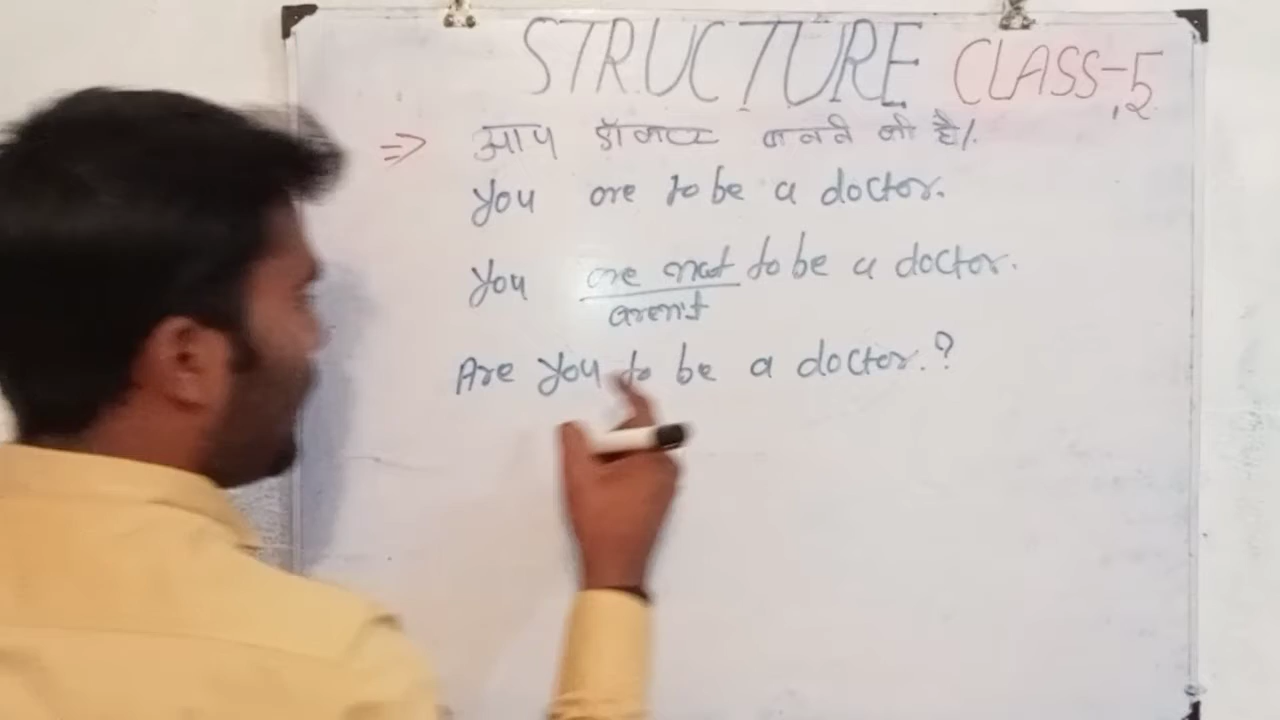 STRUCTURE CLASS-5
⇒ आप डॉक्टर बनने को है।
you are to be a doctor.
you are not to be a doctor.
aren't
Are you to be a doctor.?